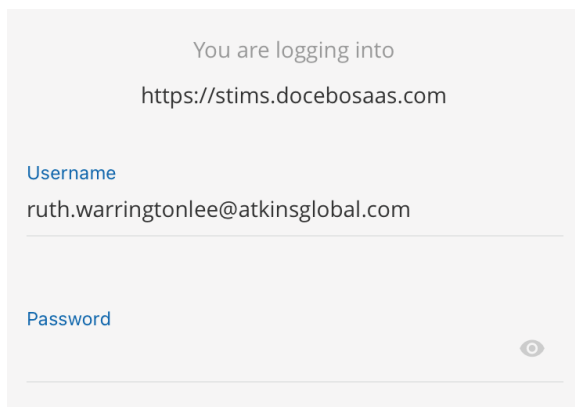 You are logging into
https://stims.docebosaas.com
Username
ruth.warringtonlee@atkinsglobal.com
Password